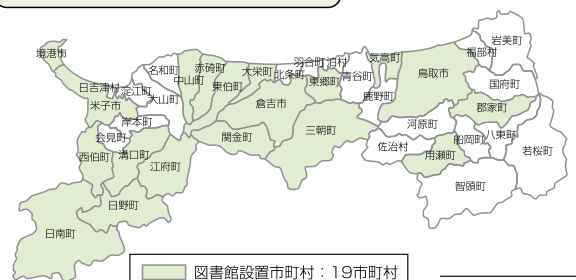 岩美町
境港市
気高町
福部村
羽合町
泊村
名和町
赤碕町
大栄町
北条町
青谷町
鳥取市
中山町
東伯町
東郷町
国府町
日吉津村
淀江町
大山町
鹿野町
米子市
倉吉市
郡家町
岸本町
三朝町
河原町
会見町
関金町
船岡町
八東町
佐治村
用瀬町
若桜町
西伯町
溝口町
江府町
智頭町
日野町
日南町
図書館設置市町村：19市町村